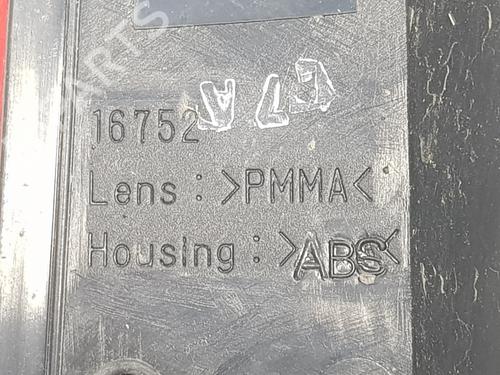 16752
Lens : >PMMA<
Housing : >ABS<